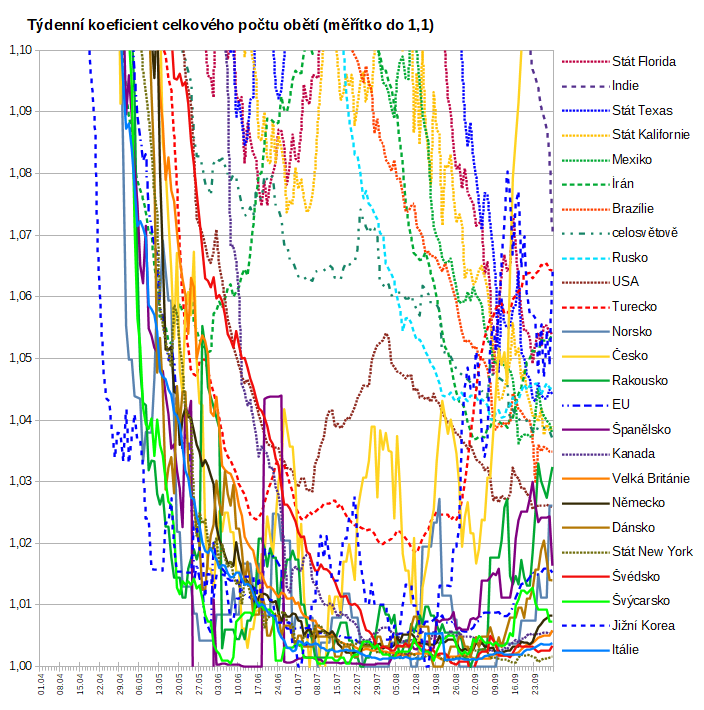 Týdenní koeficient celkového počtu obětí (měřítko do 1,1)
1,10
1,09
1,08
1,07
1,06
1,05
1,04
1,03
1,02
1,01
1,00
01.04
08.04
15.04
22.04
29.04
06.05
13.05
20.05
27.05
03.06
10.06
17.06
24.06
01.07
08.07
15.07
22.07
29.07
05.08
12.08
19.08
26.08
02.09
09.09
16.09
23.09
Stát Florida
Indie
Stát Texas
Stát Kalifornie
Mexiko
Írán
Brazílie
celosvětově
Rusko
USA
Turecko
Norsko
Česko
Rakousko
EU
Španělsko
Kanada
Velká Británie
Německo
Dánsko
Stát New York
Švédsko
Švýcarsko
Jižní Korea
Itálie